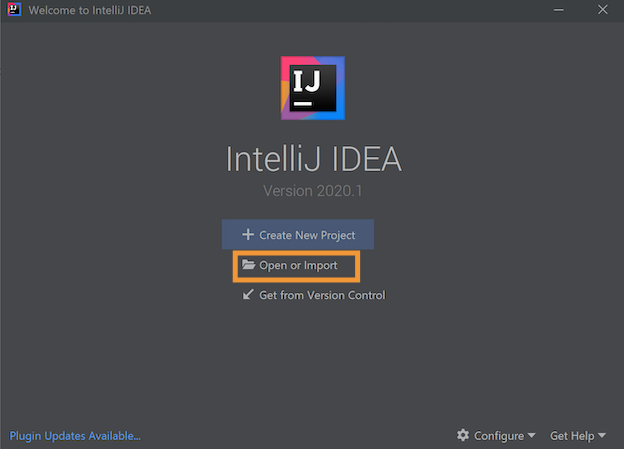 Welcome to IntelliJ IDEA
IJ
IntelliJ IDEA
Version 2020.1
Create New Project
Open or Import
Get from Version Control
Plugin Updates Available...
Configure
Get Help